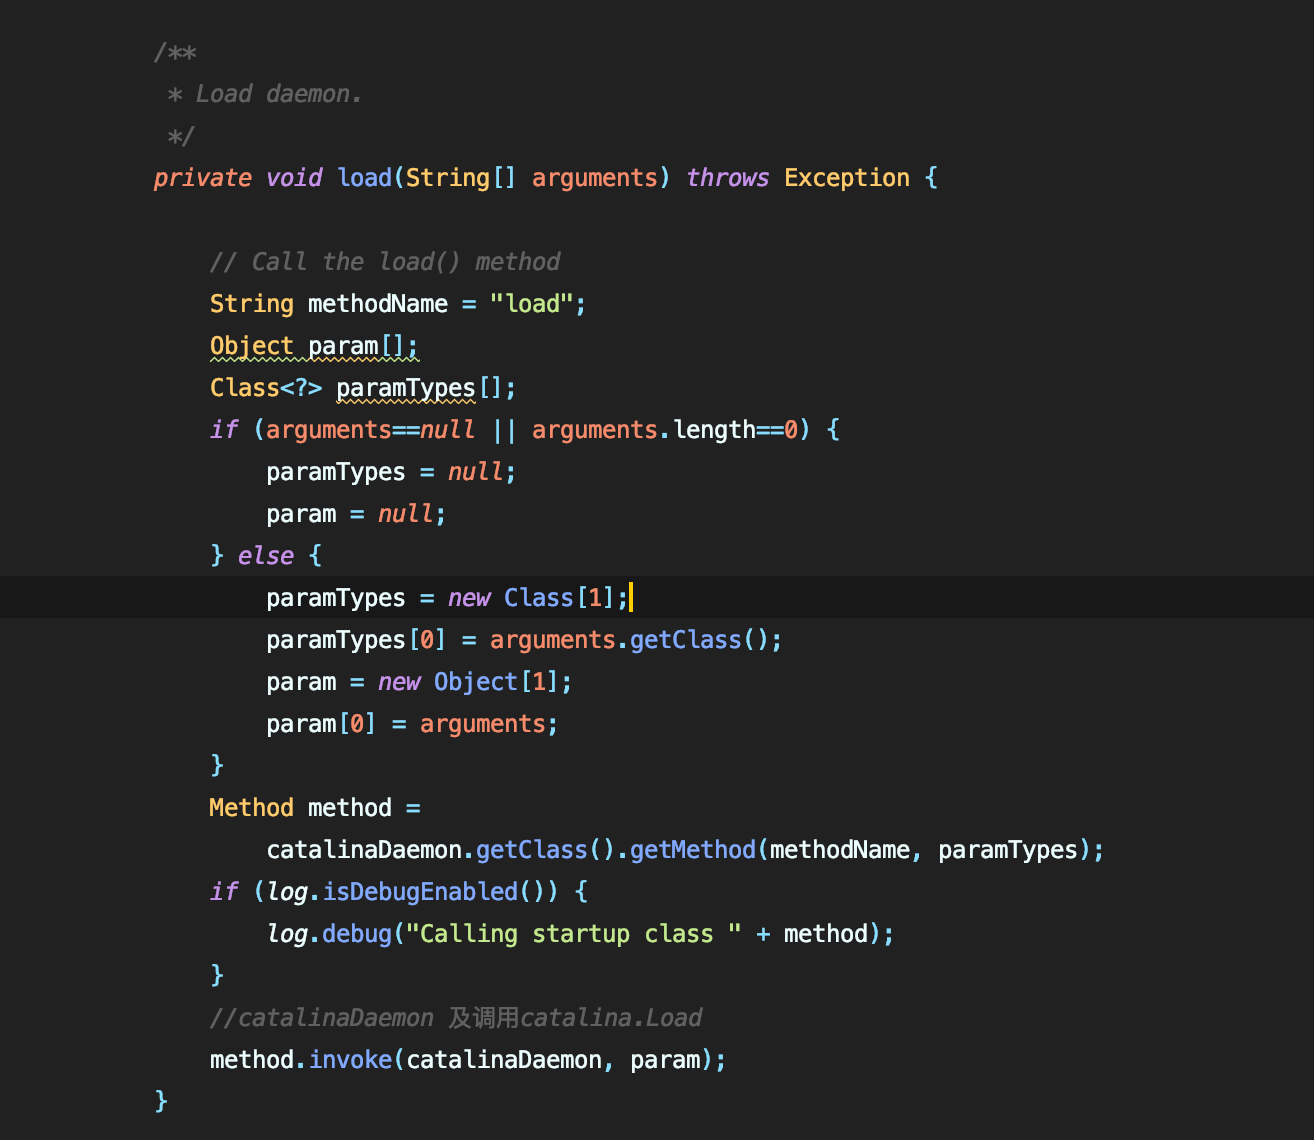 /**
 * Load daemon.
 */
private void load(String[] arguments) throws Exception {
// Call the load() method
String methodName = "load";
Object param[];
Class<?> paramTypes[];
if (arguments==null || arguments.length==0) {
paramTypes = null;
param = null;
} else {
paramTypes = new Class[1];
paramTypes[0] = arguments.getClass();
param = new Object[1];
param[0] = arguments;
}
Method method =
catalinaDaemon.getClass().getMethod(methodName, paramTypes);
if (log.isDebugEnabled()) {
log.debug("Calling startup class " + method);
}
//catalinaDaemon 及调用catalina.Load
method.invoke(catalinaDaemon, param);
}